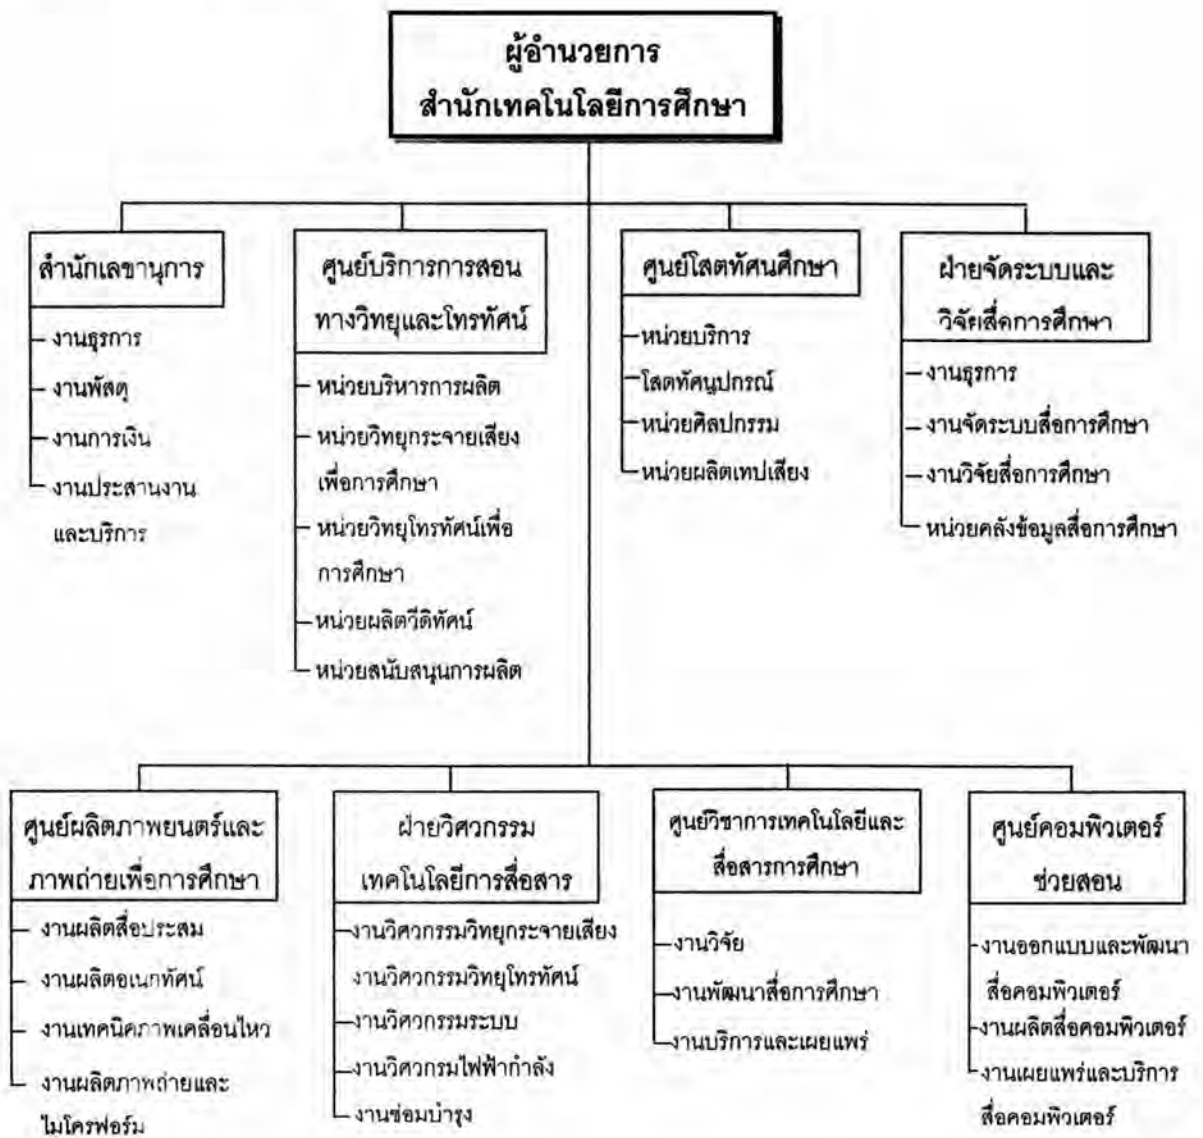 ผู้อำนวยการ
สำนักเทคโนโลยีการศึกษา
สำนักเลขานุการ
งานธุรการ
งานพัสดุ
งานการเงิน
งานประสานงาน
และบริการ
ศูนย์บริการการสอน
ทางวิทยุและโทรทัศน์
หน่วยบริหารการผลิต
หน่วยวิทยุกระจายเสียง
เพื่อการศึกษา
หน่วยวิทยุโทรทัศน์เพื่อ
การศึกษา
หน่วยผลิตวีดิทัศน์
หน่วยสนับสนุนการผลิต
ศูนย์โสตทัศนศึกษา
หน่วยบริการ
โสตทัศนูปกรณ์
หน่วยศิลปกรรม
หน่วยผลิตเทปเสียง
ฝ่ายจัดระบบและ
วิจัยสื่อการศึกษา
งานธุรการ
งานจัดระบบสื่อการศึกษา
งานวิจัยสื่อการศึกษา
หน่วยคลังข้อมูลสื่อการศึกษา
ศูนย์ผลิตภาพยนตร์และ
ภาพถ่ายเพื่อการศึกษา
งานผลิตสื่อประสม
งานผลิตอเนกทัศน์
งานเทคนิคภาพเคลื่อนไหว
งานผลิตภาพถ่ายและ
ไมโครฟอร์ม
ฝ่ายวิศวกรรม
เทคโนโลยีการสื่อสาร
งานวิศวกรรมวิทยุกระจายเสียง
งานวิศวกรรมวิทยุโทรทัศน์
งานวิศวกรรมระบบ
งานวิศวกรมไฟฟ้ากำลัง
งานซ่อมบำรุง
ศูนย์วิชาการเทคโนโลยีและ
สื่อสารการศึกษา
งานวิจัย
งานพัฒนาสื่อการศึกษา
งานบริการและเผยแพร่
ศูนย์คอมพิวเตอร์
ช่วยสอน
งานออกแบบและพัฒนา
สื่อคอมพิวเตอร์
งานผลิตสื่อคอมพิวเตอร์
งานเผยแพร่และบริการ
สื่อคอมพิวเตอร์